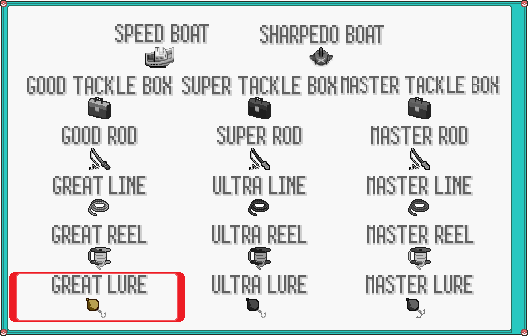 SPEED BOAT SHARPEDO BOAT
GOOD TACKLE BOX SUPER TACKLE BOX MASTER TACKLE BOX
GOOD ROD SUPER ROD MASTER ROD
GREAT LINE ULTRA LINE MASTER LINE
GREAT REEL ULTRA REEL MASTER REEL
GREAT LURE ULTRA LURE MASTER LURE